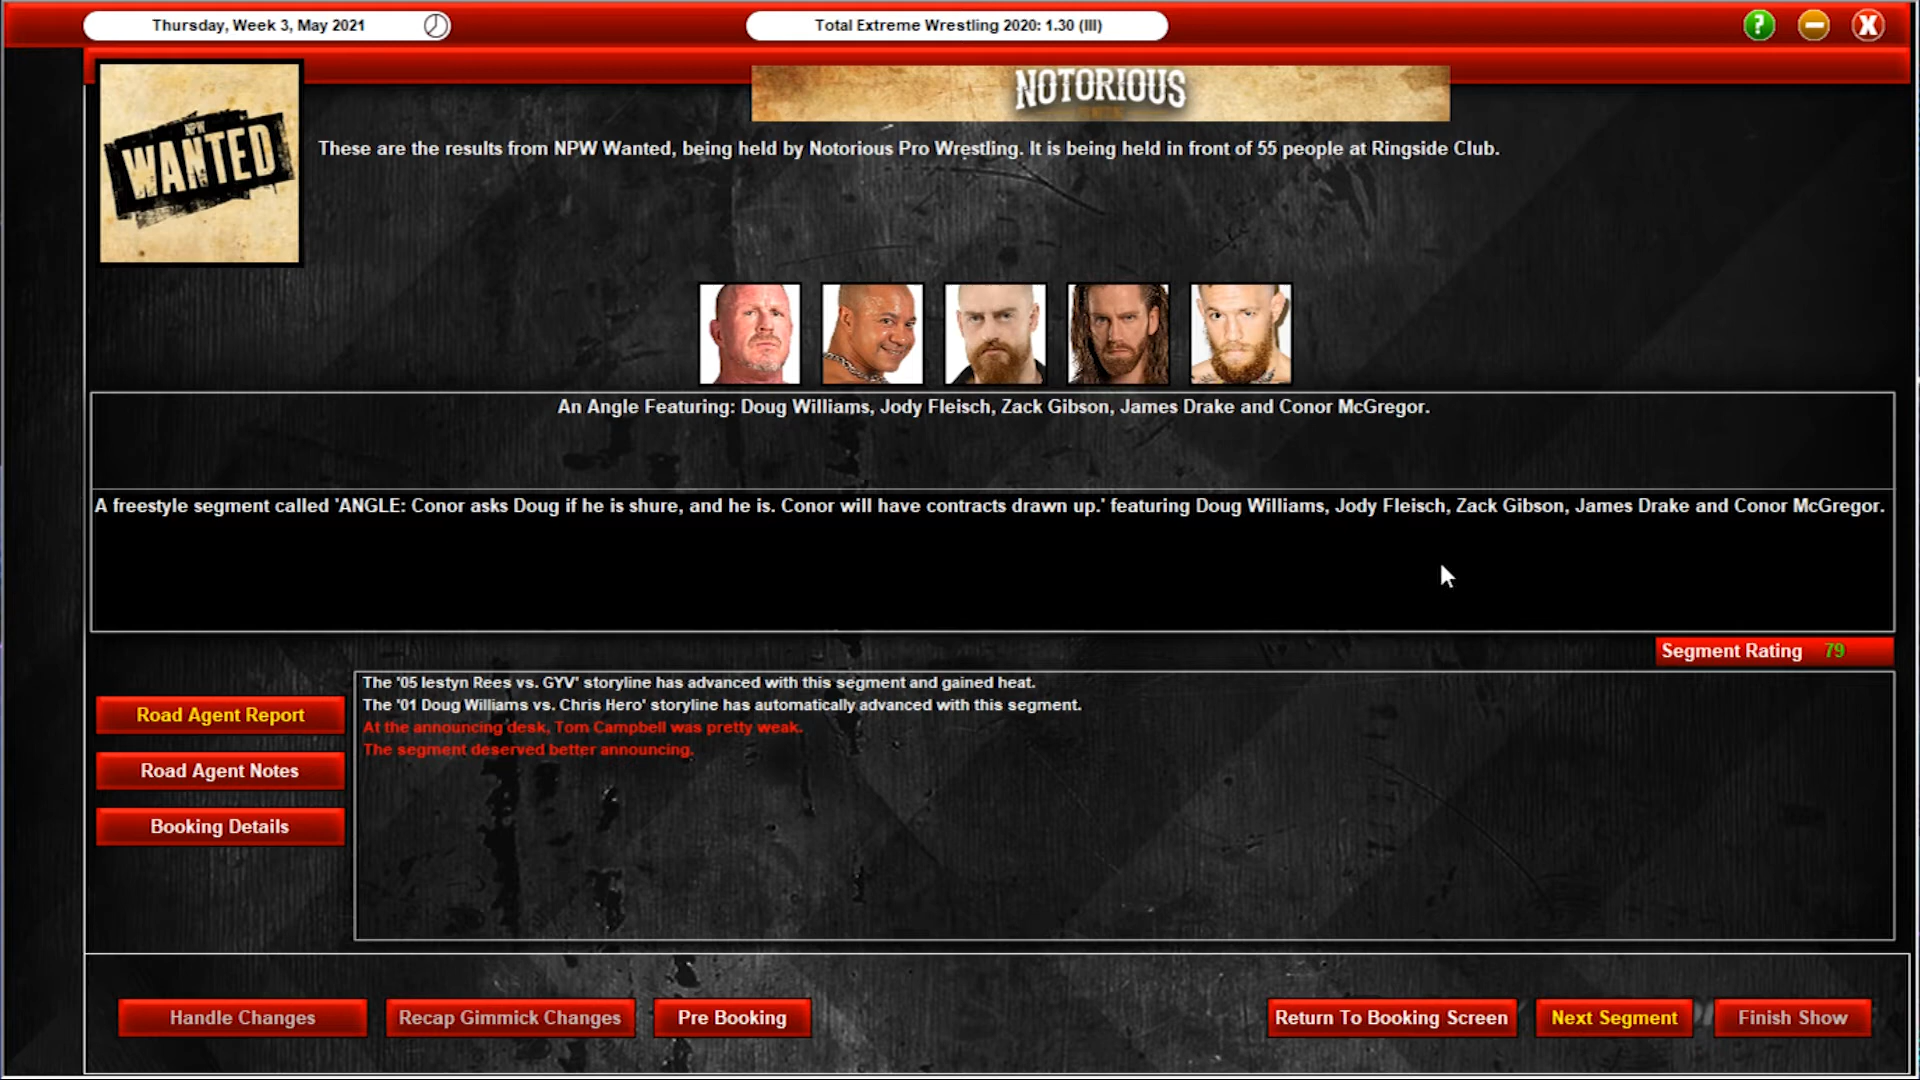 Thursday, Week 3, May 2021
Total Extreme Wrestling 2020: 1.30 (III)
?
X
NPW
WANTED
NOTORIOUS
These are the results from NPW Wanted, being held by Notorious Pro Wrestling. It is being held in front of 55 people at Ringside Club.
An Angle Featuring: Doug Williams, Jody Fleisch, Zack Gibson, James Drake and Conor McGregor.
A freestyle segment called 'ANGLE: Conor asks Doug if he is shure, and he is. Conor will have contracts drawn up.' featuring Doug Williams, Jody Fleisch, Zack Gibson, James Drake and Conor McGregor.
Segment Rating 79
Road Agent Report
Road Agent Notes
Booking Details
The '05 Iestyn Rees vs. GYV' storyline has advanced with this segment and gained heat.
The '01 Doug Williams vs. Chris Hero' storyline has automatically advanced with this segment.
At the announcing desk, Tom Campbell was pretty weak.
The segment deserved better announcing.
Handle Changes
Recap Gimmick Changes
Pre Booking
Return To Booking Screen
Next Segment
Finish Show